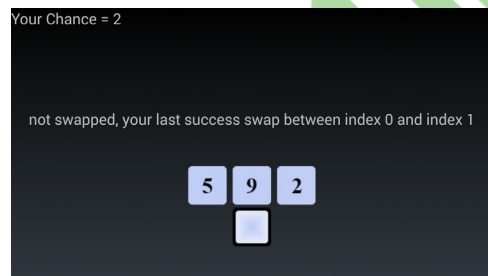 Your Chance = 2
not swapped, your last success swap between index 0 and index 1
5 9 2